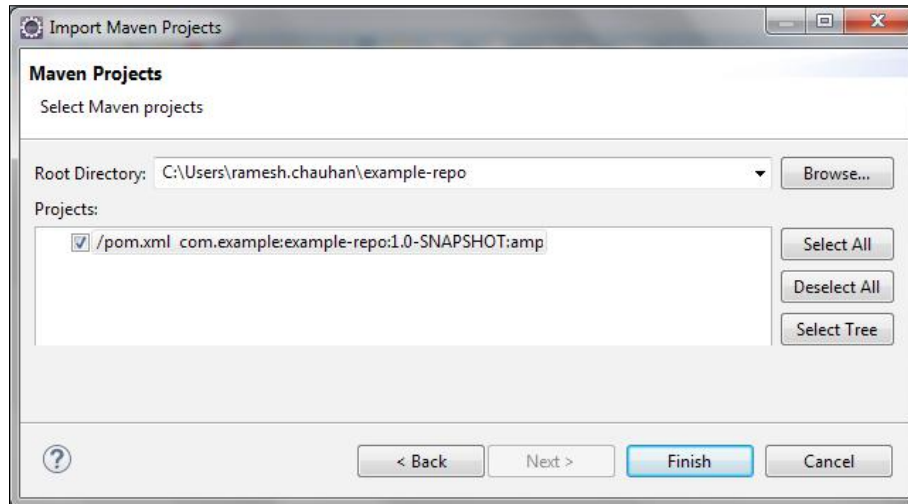 Import Maven Projects
Maven Projects
Select Maven projects
Root Directory: C:\Users\ramesh.chauhan\example-repo Browse...
Projects:
/pom.xml com.example:example-repo:1.0-SNAPSHOT:amp
Select All
Deselect All
Select Tree
? < Back Next > Finish Cancel